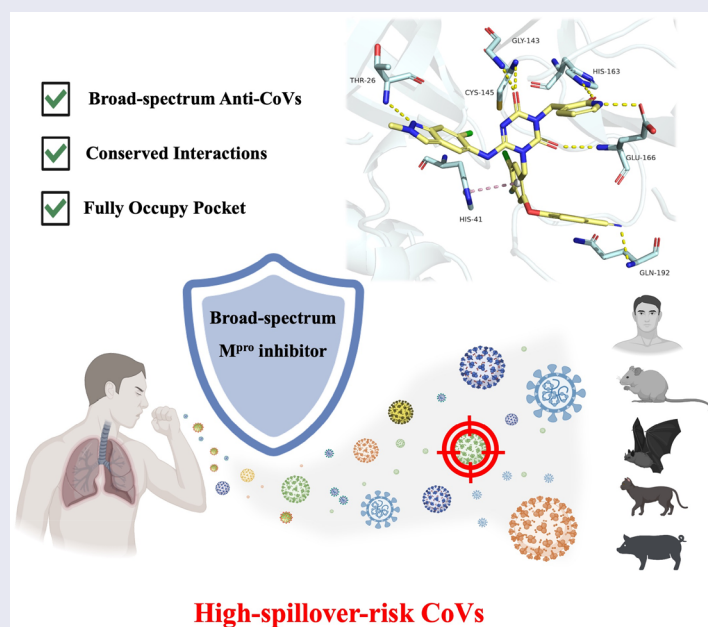 Broad-spectrum Anti-CoVs
Conserved Interactions
Fully Occupy Pocket
THR-26
GLY-143
CYS-145
HIS-163
GLU-166
HIS-41
GLN-192
Broad-spectrum
Mᵖʳᵒ inhibitor
High-spillover-risk CoVs